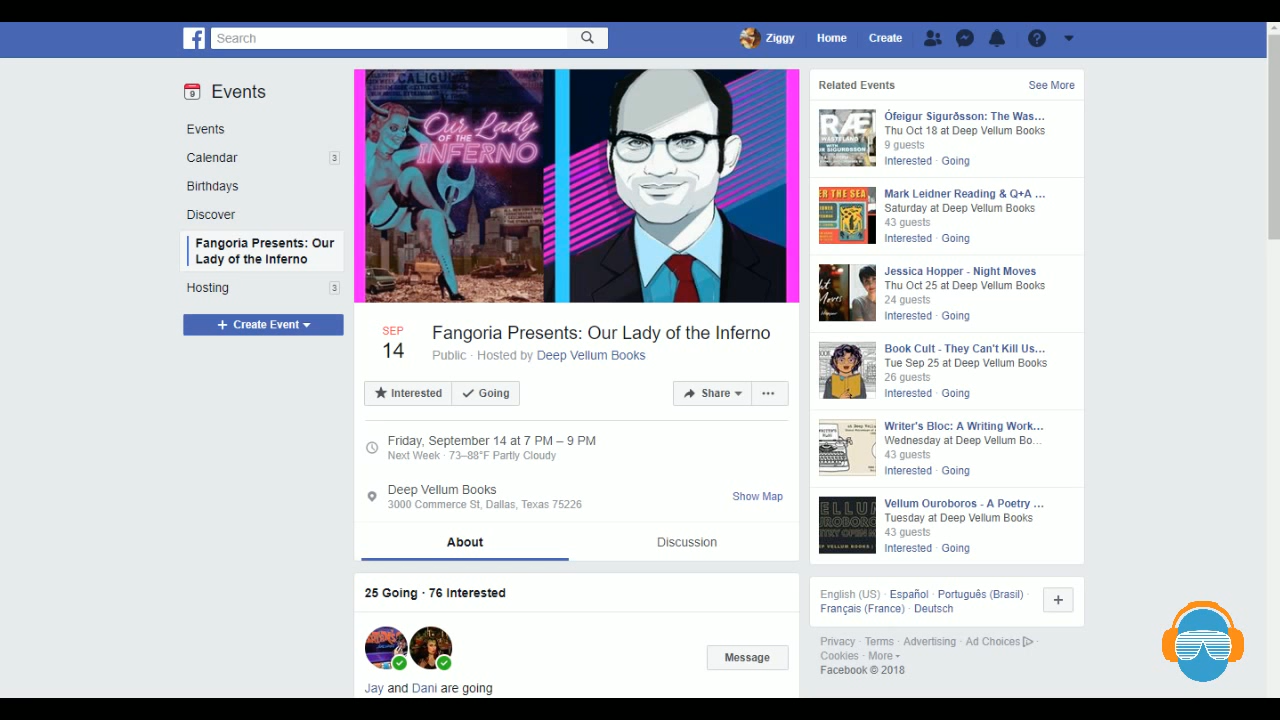 Search
Ziggy
Home
Create
9
Events
Events
Calendar
3
Birthdays
Discover
Fangoria Presents: Our
Lady of the Inferno
Hosting
3
+ Create Event
CALIGULA
Our Lady
OF THE
INFERNO
SEP
14
Fangoria Presents: Our Lady of the Inferno
Public · Hosted by Deep Vellum Books
Interested
Going
Share
Friday, September 14 at 7 PM – 9 PM
Next Week · 73–88°F Partly Cloudy
Deep Vellum Books
3000 Commerce St, Dallas, Texas 75226
Show Map
About
Discussion
25 Going · 76 Interested
Message
Jay and Dani are going
Related Events
See More
Ófeigur Sigurðsson: The Was...
Thu Oct 18 at Deep Vellum Books
9 guests
Interested · Going
Mark Leidner Reading & Q+A ...
Saturday at Deep Vellum Books
43 guests
Interested · Going
Jessica Hopper - Night Moves
Thu Oct 25 at Deep Vellum Books
24 guests
Interested · Going
Book Cult - They Can't Kill Us...
Tue Sep 25 at Deep Vellum Books
26 guests
Interested · Going
Writer's Bloc: A Writing Work...
Wednesday at Deep Vellum Bo...
43 guests
Interested · Going
Vellum Ouroboros - A Poetry ...
Tuesday at Deep Vellum Books
43 guests
Interested · Going
English (US) · Español · Português (Brasil) ·
Français (France) · Deutsch
+
Privacy · Terms · Advertising · Ad Choices ·
Cookies · More
Facebook © 2018